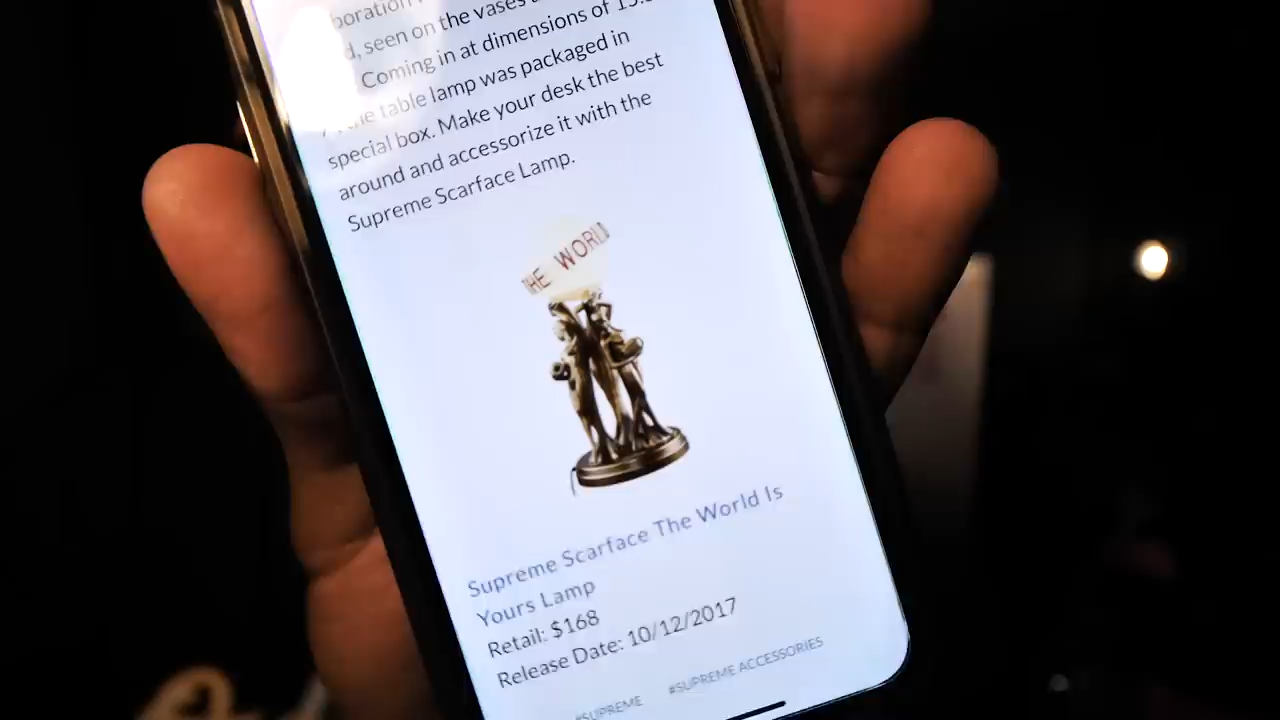 seen on the vases
Coming in at dimensions of
the table lamp was packaged in
special box. Make your desk the best
around and accessorize it with the
Supreme Scarface Lamp.
THE WORLD
Supreme Scarface The World Is
Yours Lamp
Retail: $168
Release Date: 10/12/2017
#SUPREME #SUPREME ACCESSORIES